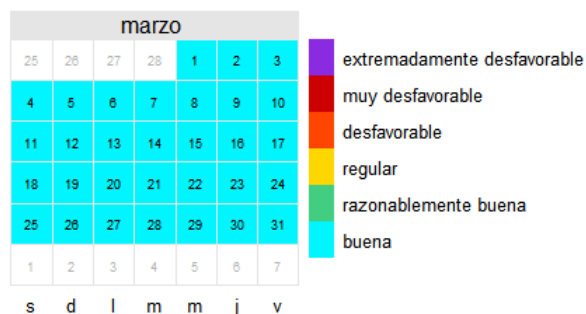 marzo
25 26 27 28 1 2 3
4 5 6 7 8 9 10
11 12 13 14 15 16 17
18 19 20 21 22 23 24
25 26 27 28 29 30 31
1 2 3 4 5 6 7
s d l m m j v
extremadamente desfavorable
muy desfavorable
desfavorable
regular
razonablemente buena
buena